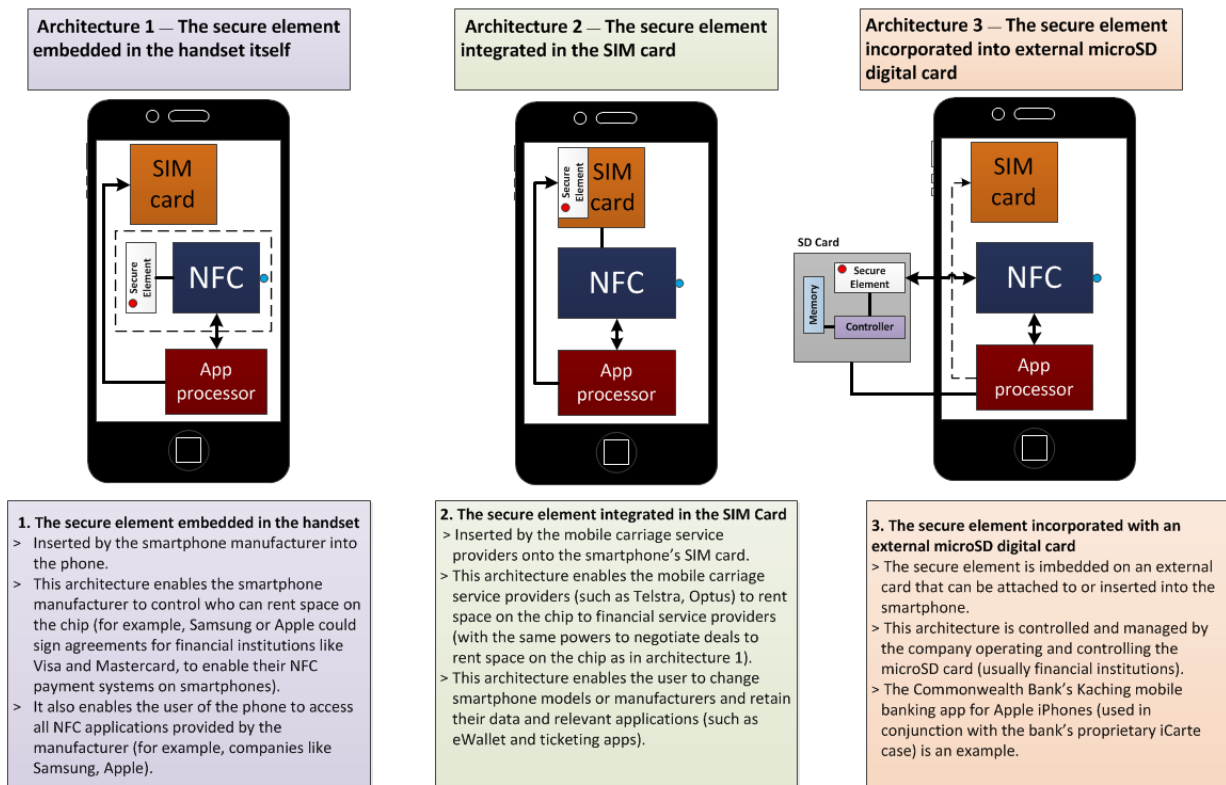 Architecture 1 — The secure element
embedded in the handset itself
Architecture 2 — The secure element
integrated in the SIM card
Architecture 3 — The secure element
incorporated into external microSD
digital card
SIM
card
Secure
Element
NFC
App
processor
Secure
Element
SIM
card
NFC
App
processor
SIM
card
SD Card
Secure
Element
Memory
Controller
NFC
App
processor
1. The secure element embedded in the handset
> Inserted by the smartphone manufacturer into
the phone.
> This architecture enables the smartphone
manufacturer to control who can rent space on
the chip (for example, Samsung or Apple could
sign agreements for financial institutions like
Visa and Mastercard, to enable their NFC
payment systems on smartphones).
> It also enables the user of the phone to access
all NFC applications provided by the
manufacturer (for example, companies like
Samsung, Apple).
2. The secure element integrated in the SIM Card
> Inserted by the mobile carriage service
providers onto the smartphone's SIM card.
> This architecture enables the mobile carriage
service providers (such as Telstra, Optus) to rent
space on the chip to financial service providers
(with the same powers to negotiate deals to
rent space on the chip as in architecture 1).
> This architecture enables the user to change
smartphone models or manufacturers and retain
their data and relevant applications (such as
eWallet and ticketing apps).
3. The secure element incorporated with an
external microSD digital card
> The secure element is imbedded on an external
card that can be attached to or inserted into the
smartphone.
> This architecture is controlled and managed by
the company operating and controlling the
microSD card (usually financial institutions).
> The Commonwealth Bank's Kaching mobile
banking app for Apple iPhones (used in
conjunction with the bank's proprietary iCarte
case) is an example.